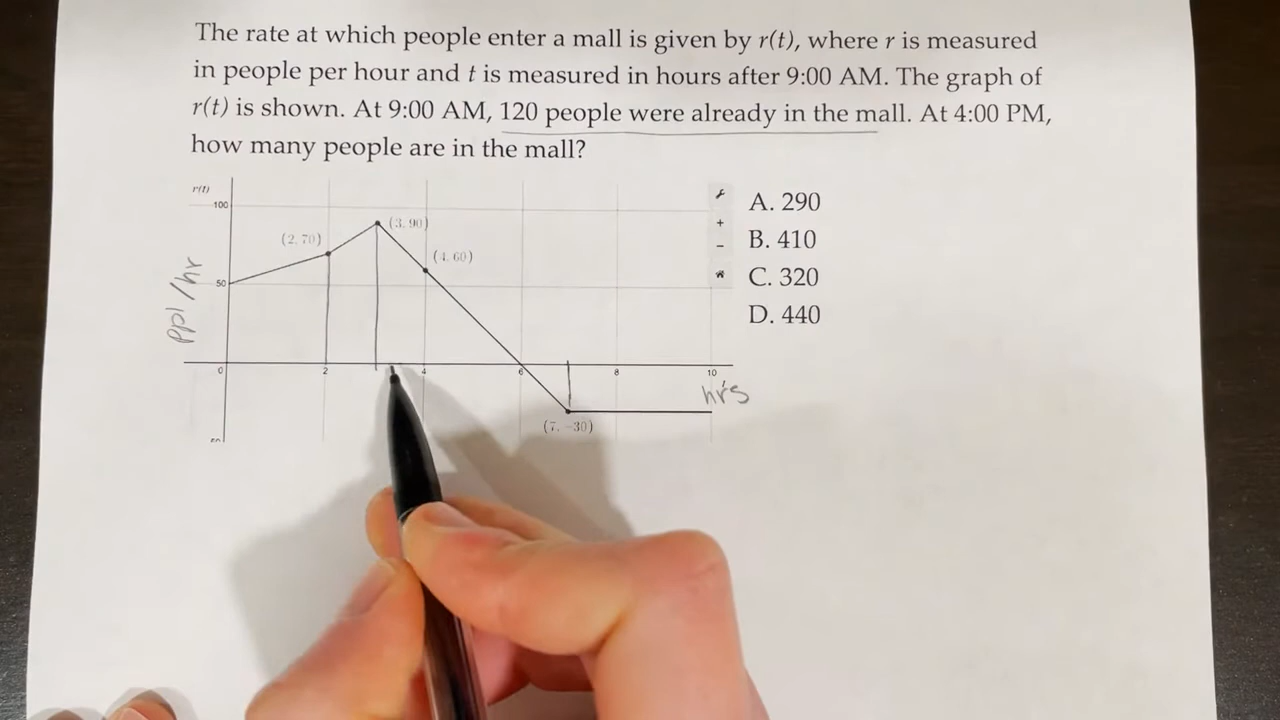 The rate at which people enter a mall is given by r(t), where r is measured
in people per hour and t is measured in hours after 9:00 AM. The graph of
r(t) is shown. At 9:00 AM, 120 people were already in the mall. At 4:00 PM,
how many people are in the mall?
r(t)
100
(3, 90)
(2, 70)
(4, 60)
50
ppl/hr
0 2 4 6 8 10
hrs
(7, -30)
+
-
A. 290
B. 410
C. 320
D. 440